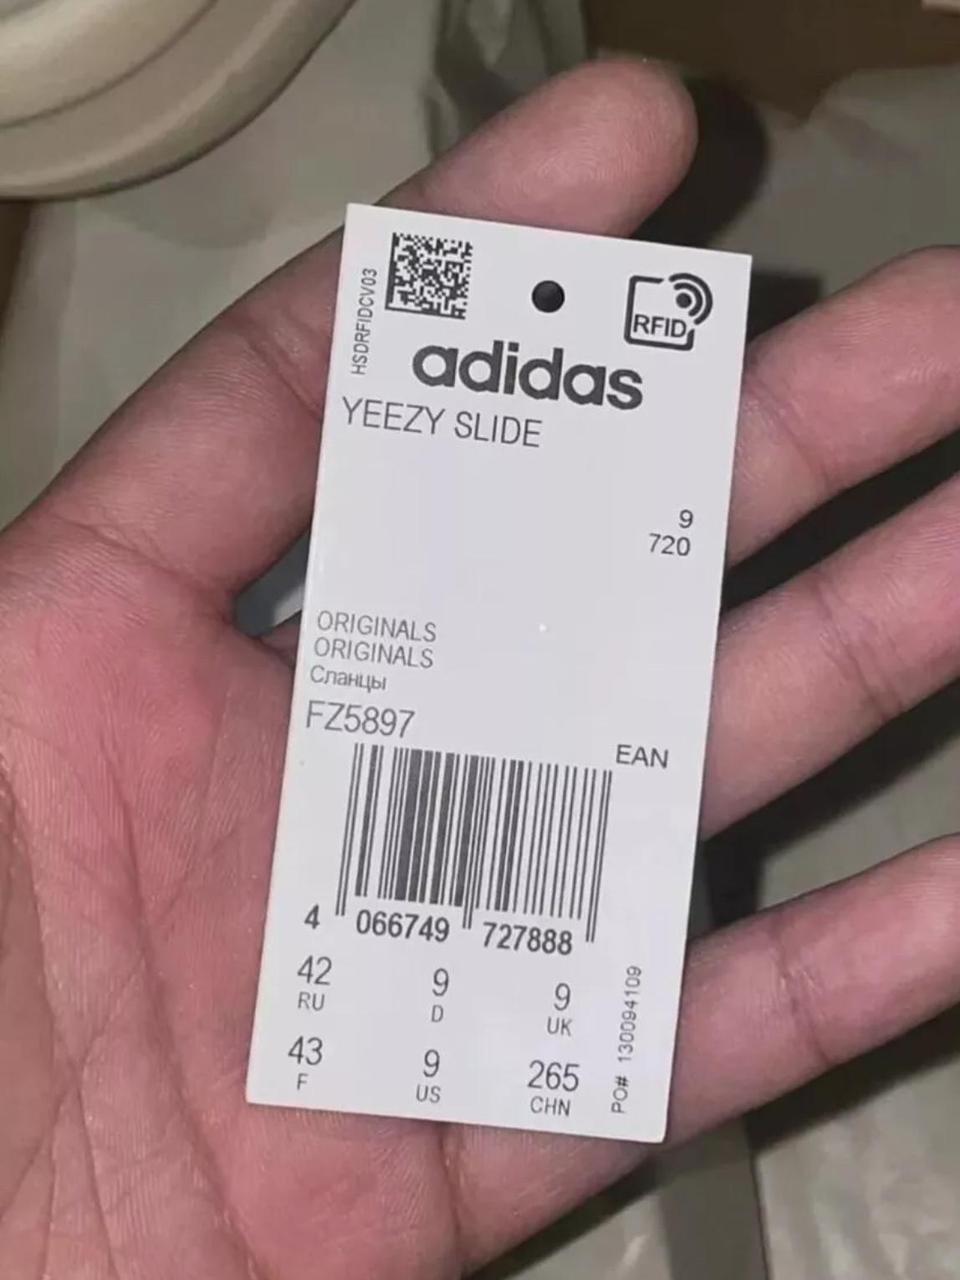 HSDRFIDCV03
RFID
adidas
YEEZY SLIDE
9
720
ORIGINALS
ORIGINALS
Сланцы
FZ5897
EAN
4 066749 727888
42 9 9
RU D UK
43 9 265
F US CHN
PO# 130094109